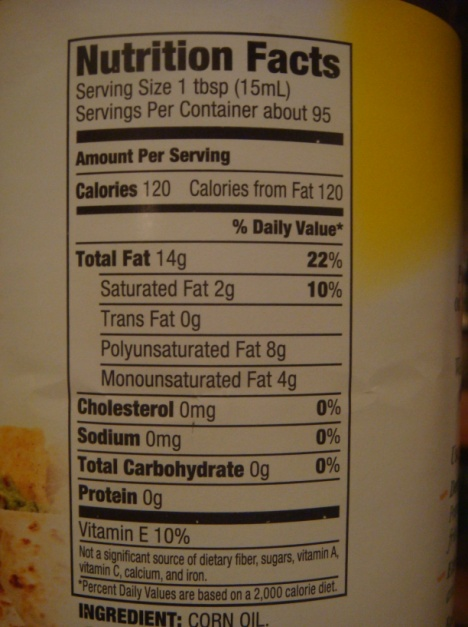 Nutrition Facts
Serving Size 1 tbsp (15mL)
Servings Per Container about 95
Amount Per Serving
Calories 120 Calories from Fat 120
% Daily Value*
Total Fat 14g 22%
Saturated Fat 2g 10%
Trans Fat 0g
Polyunsaturated Fat 8g
Monounsaturated Fat 4g
Cholesterol 0mg 0%
Sodium 0mg 0%
Total Carbohydrate 0g 0%
Protein 0g
Vitamin E 10%
Not a significant source of dietary fiber, sugars, vitamin A,
vitamin C, calcium, and iron.
*Percent Daily Values are based on a 2,000 calorie diet.
INGREDIENT: CORN OIL.